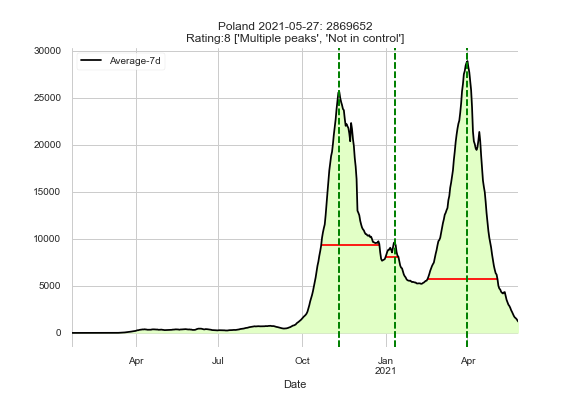 Poland 2021-05-27: 2869652
Rating:8 ['Multiple peaks', 'Not in control']
Average-7d
30000
25000
20000
15000
10000
5000
0
Apr
Jul
Oct
Jan
2021
Apr
Date